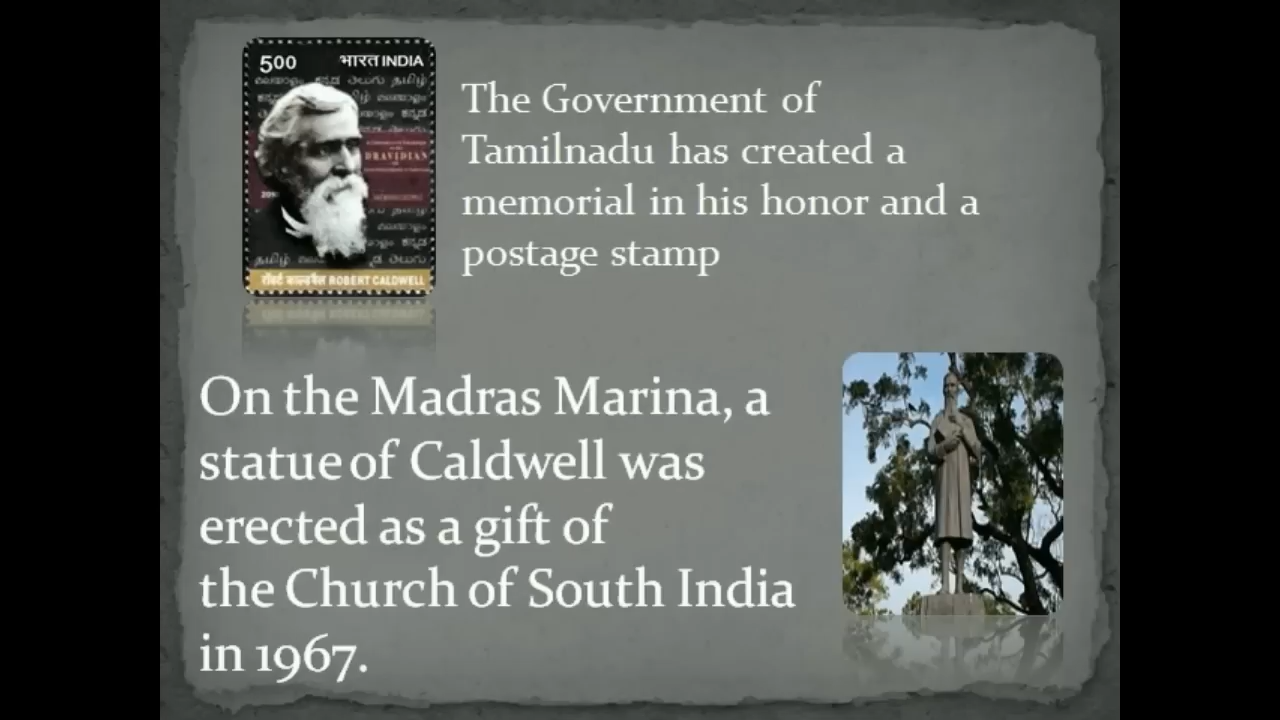 500 भारत INDIA
DRAVIDIAN
रॉबर्ट काल्डवैल ROBERT CALDWELL
The Government of
Tamilnadu has created a
memorial in his honor and a
postage stamp
On the Madras Marina, a
statue of Caldwell was
erected as a gift of
the Church of South India
in 1967.